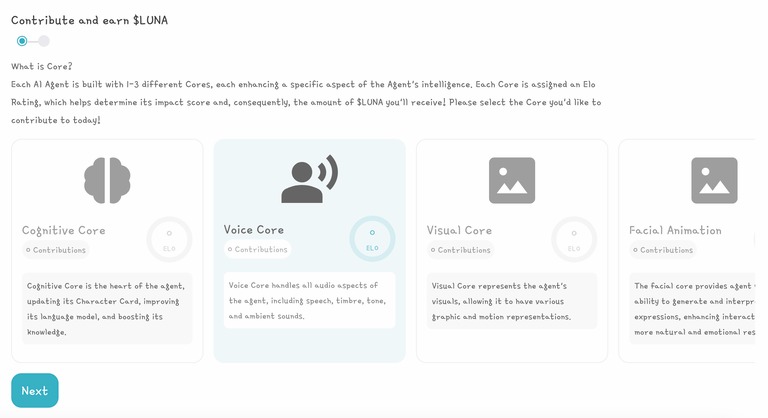 Contribute and earn $LUNA
What is Core?
Each AI Agent is built with 1-3 different Cores, each enhancing a specific aspect of the Agent's intelligence. Each Core is assigned an Elo
Rating, which helps determine its impact score and, consequently, the amount of $LUNA you'll receive! Please select the Core you'd like to
contribute to today!
Cognitive Core
0 Contributions
0
ELO
Cognitive Core is the heart of the agent,
updating its Character Card, improving
its language model, and boosting its
knowledge.
Voice Core
0 Contributions
0
ELO
Voice Core handles all audio aspects of
the agent, including speech, timbre, tone,
and ambient sounds.
Visual Core
0 Contributions
0
ELO
Visual Core represents the agent's
visuals, allowing it to have various
graphic and motion representations.
Facial Animation
0 Contributions
The facial core provides agent
ability to generate and interpr
expressions, enhancing interact
more natural and emotional res
Next